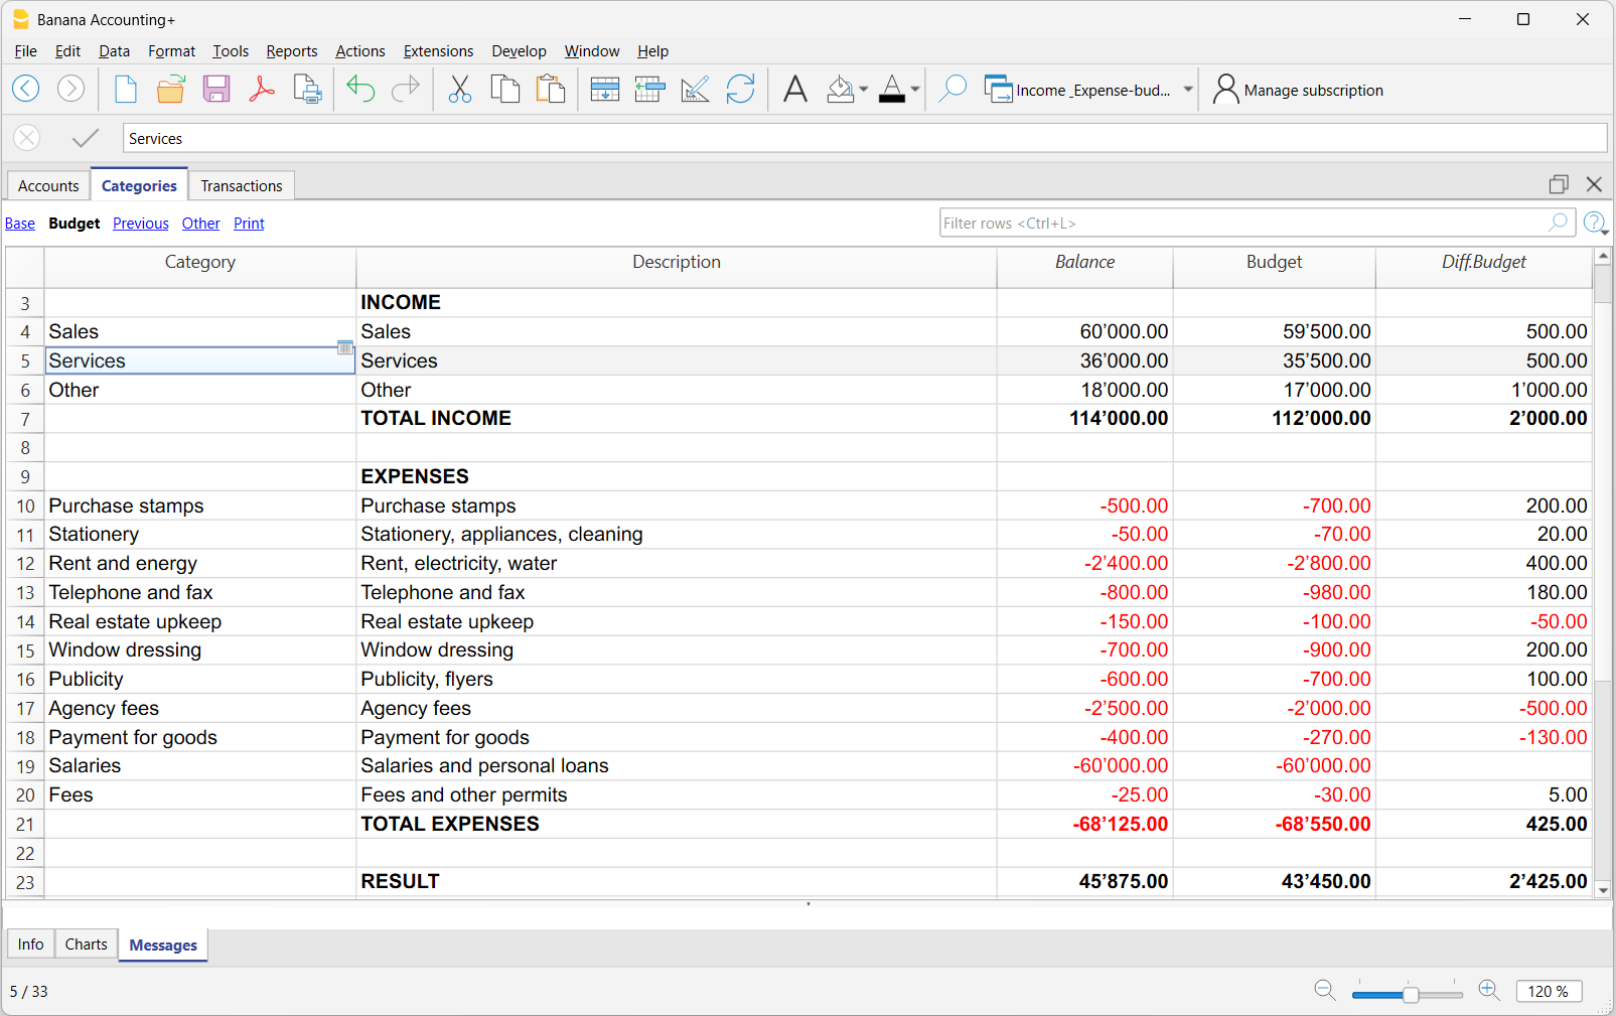 Banana Accounting+
File Edit Data Format Tools Reports Actions Extensions Develop Window Help
A A Income _Expense-bud... Manage subscription
Services
Accounts Categories Transactions
Base Budget Previous Other Print Filter rows <Ctrl+L> ?
Category Description Balance Budget Diff.Budget
3 INCOME
4 Sales Sales 60’000.00 59’500.00 500.00
5 Services Services 36’000.00 35’500.00 500.00
6 Other Other 18’000.00 17’000.00 1’000.00
7 TOTAL INCOME 114’000.00 112’000.00 2’000.00
8
9 EXPENSES
10 Purchase stamps Purchase stamps -500.00 -700.00 200.00
11 Stationery Stationery, appliances, cleaning -50.00 -70.00 20.00
12 Rent and energy Rent, electricity, water -2’400.00 -2’800.00 400.00
13 Telephone and fax Telephone and fax -800.00 -980.00 180.00
14 Real estate upkeep Real estate upkeep -150.00 -100.00 -50.00
15 Window dressing Window dressing -700.00 -900.00 200.00
16 Publicity Publicity, flyers -600.00 -700.00 100.00
17 Agency fees Agency fees -2’500.00 -2’000.00 -500.00
18 Payment for goods Payment for goods -400.00 -270.00 -130.00
19 Salaries Salaries and personal loans -60’000.00 -60’000.00
20 Fees Fees and other permits -25.00 -30.00 5.00
21 TOTAL EXPENSES -68’125.00 -68’550.00 425.00
22
23 RESULT 45’875.00 43’450.00 2’425.00
Info Charts Messages
5 / 33 120 %